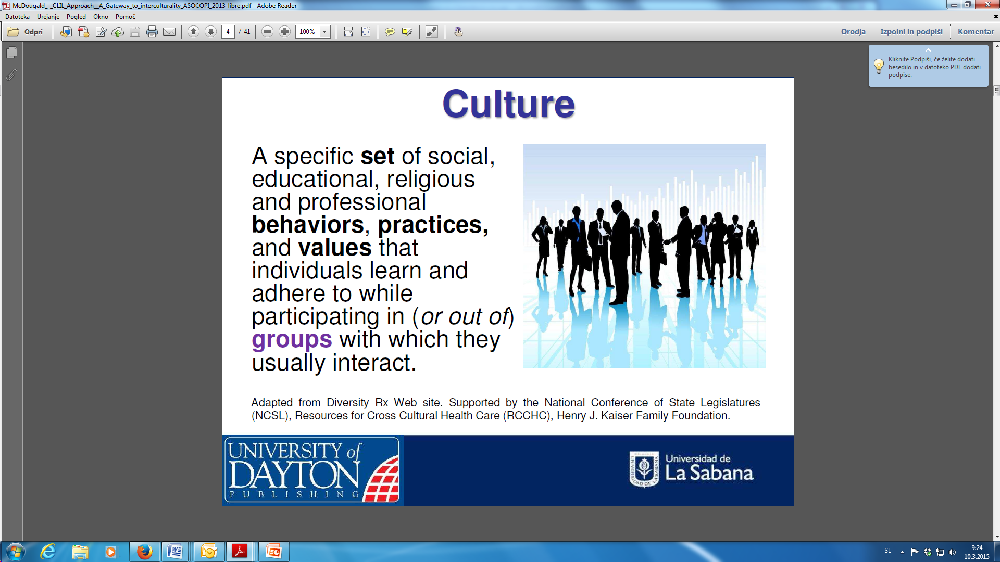 McDougald_-_CLIL_Approach__A_Gateway_to_interculturality_ASOCOPI_2013-libre.pdf - Adobe Reader
Datoteka Urejanje Pogled Okno Pomoč
Odpri 4 / 41 100% Orodja Izpolni in podpiši Komentar
Kliknite Podpiši, če želite dodati
besedilo in v datoteko PDF dodati
podpise.
Culture
A specific set of social,
educational, religious
and professional
behaviors, practices,
and values that
individuals learn and
adhere to while
participating in (or out of)
groups with which they
usually interact.
Adapted from Diversity Rx Web site. Supported by the National Conference of State Legislatures
(NCSL), Resources for Cross Cultural Health Care (RCCHC), Henry J. Kaiser Family Foundation.
UNIVERSITY of
DAYTON
PUBLISHING
Universidad de
La Sabana
SL
9:24
10.3.2015